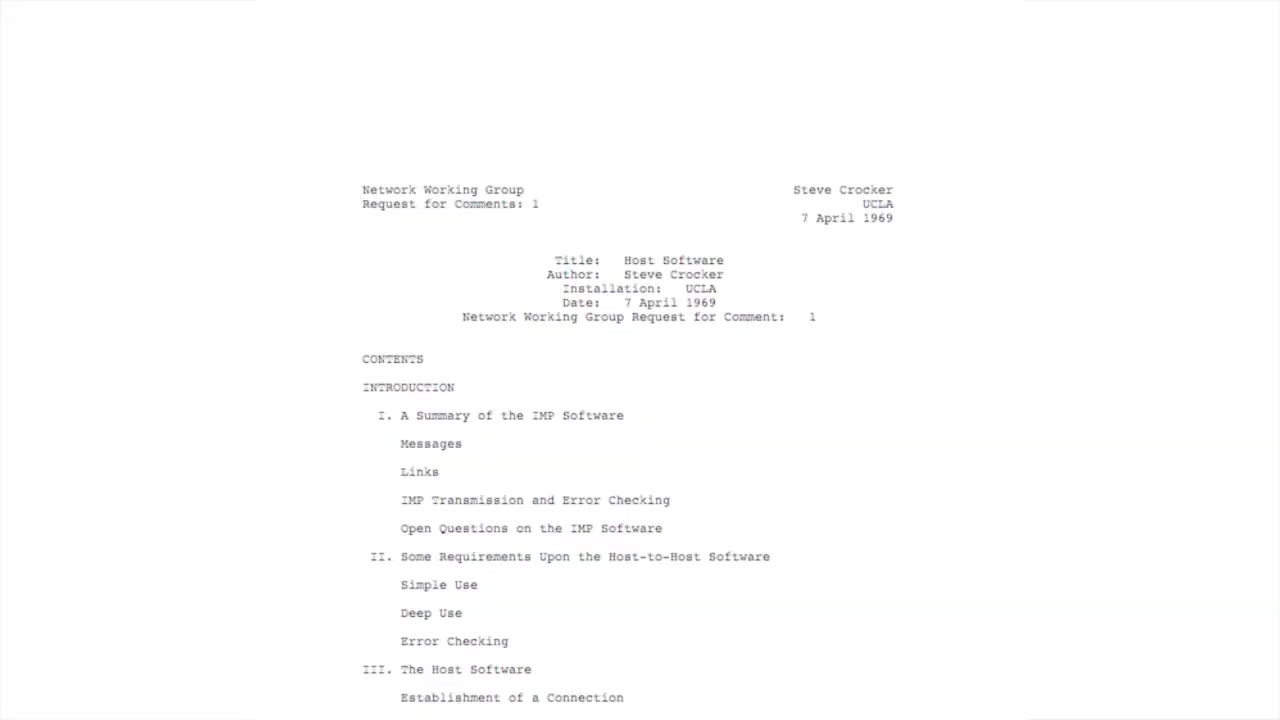 Network Working Group Steve Crocker
Request for Comments: 1 UCLA
7 April 1969
Title: Host Software
Author: Steve Crocker
Installation: UCLA
Date: 7 April 1969
Network Working Group Request for Comment: 1
CONTENTS
INTRODUCTION
I. A Summary of the IMP Software
Messages
Links
IMP Transmission and Error Checking
Open Questions on the IMP Software
II. Some Requirements Upon the Host-to-Host Software
Simple Use
Deep Use
Error Checking
III. The Host Software
Establishment of a Connection